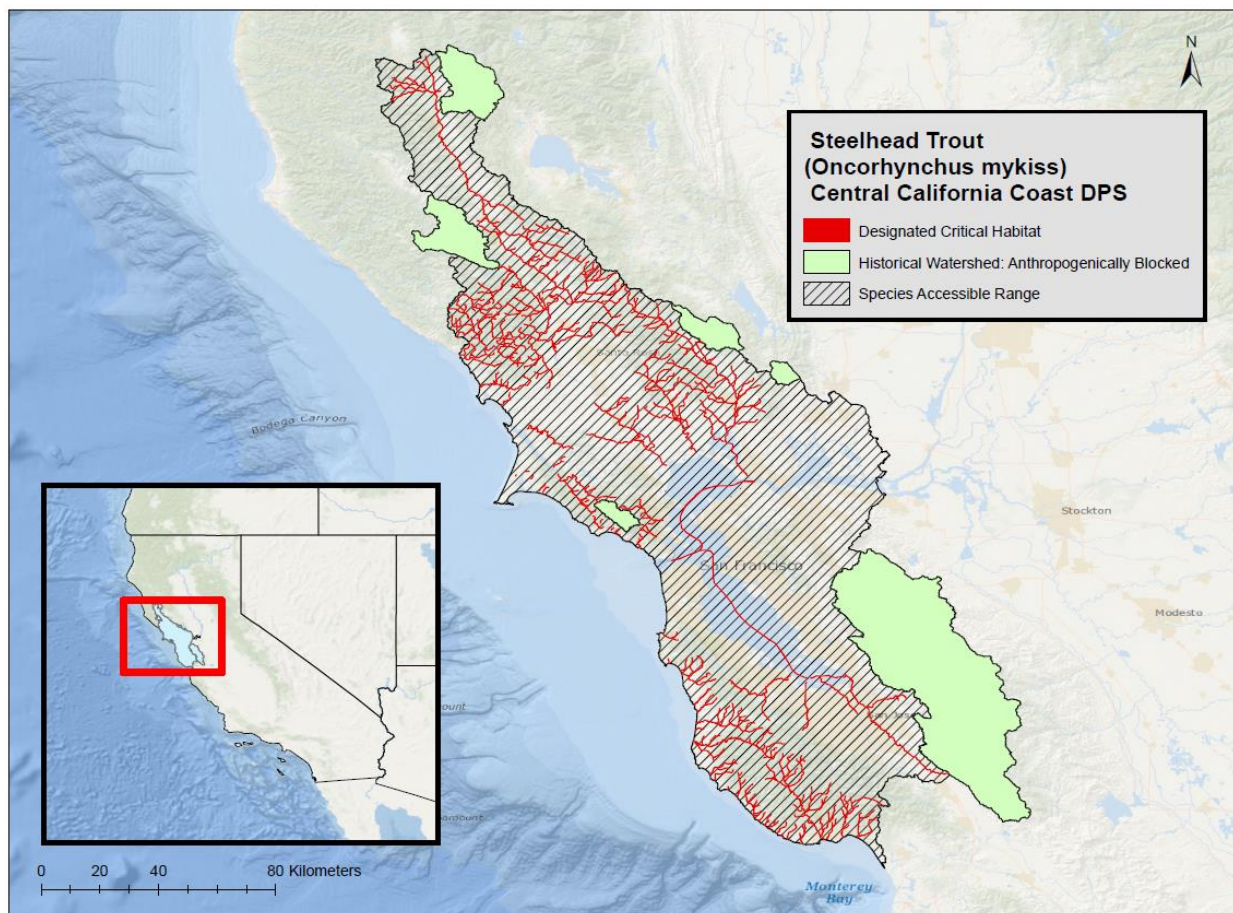 N
Steelhead Trout
(Oncorhynchus mykiss)
Central California Coast DPS
Designated Critical Habitat
Historical Watershed: Anthropogenically Blocked
Species Accessible Range
Bodega Canyon
Stockton
San Francisco
Modesto
0 20 40 80 Kilometers
Monterey
Bay